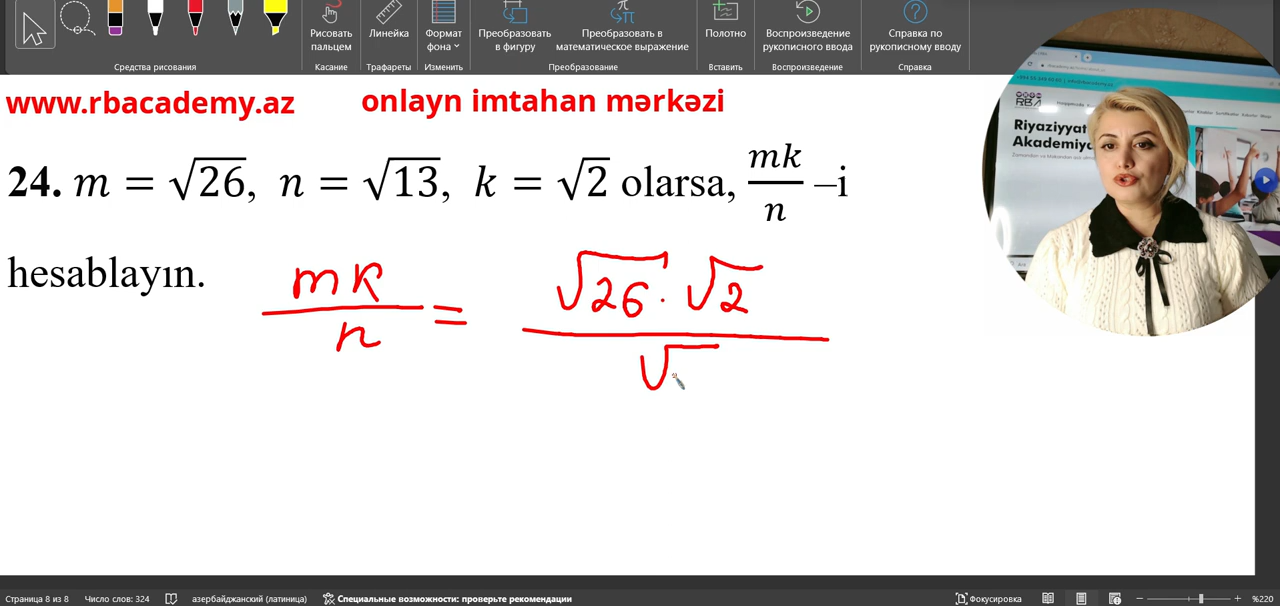 Рисовать пальцем
Линейка
Формат фона
Преобразовать в фигуру
Преобразовать в математическое выражение
Полотно
Воспроизведение рукописного ввода
Справка по рукописному вводу
Средства рисования
Касание
Трафареты
Изменить
Преобразование
Вставить
Воспроизведение
Справка
www.rbacademy.az onlayn imtahan mərkəzi
RBA
Riyaziyyat
Akademiya
24. m = √26, n = √13, k = √2 olarsa, mk/n –i
hesablayın.
mk/n = √26 · √2 / √
Страница 8 из 8
Число слов: 324
азербайджанский (латиница)
Специальные возможности: проверьте рекомендации
Фокусировка
%220